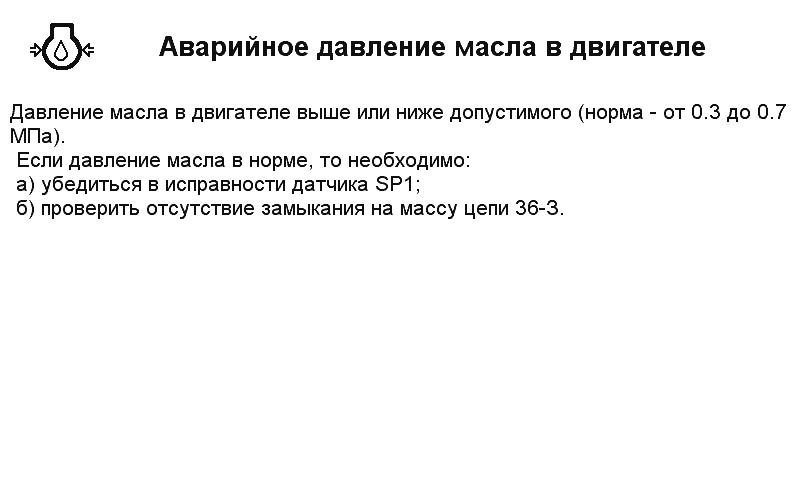 Аварийное давление масла в двигателе
Давление масла в двигателе выше или ниже допустимого (норма - от 0.3 до 0.7
МПа).
Если давление масла в норме, то необходимо:
а) убедиться в исправности датчика SP1;
б) проверить отсутствие замыкания на массу цепи 36-З.